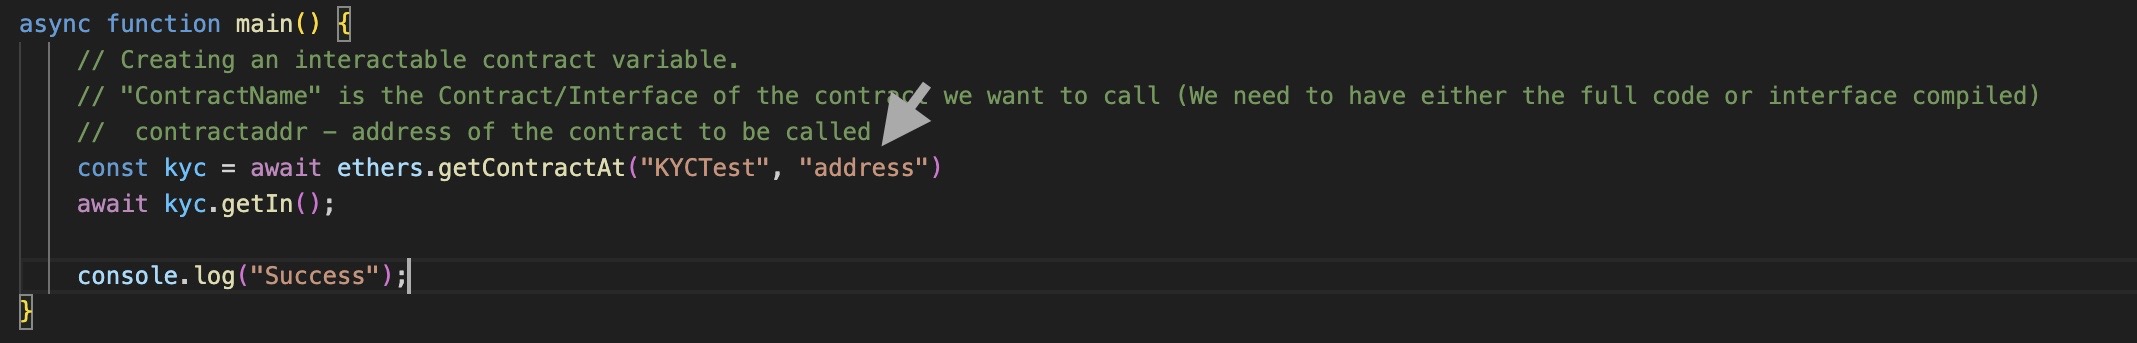 async function main() {
// Creating an interactable contract variable.
// "ContractName" is the Contract/Interface of the contract we want to call (We need to have either the full code or interface compiled)
//  contractaddr – address of the contract to be called
const kyc = await ethers.getContractAt("KYCTest", "address")
await kyc.getIn();
console.log("Success");
}